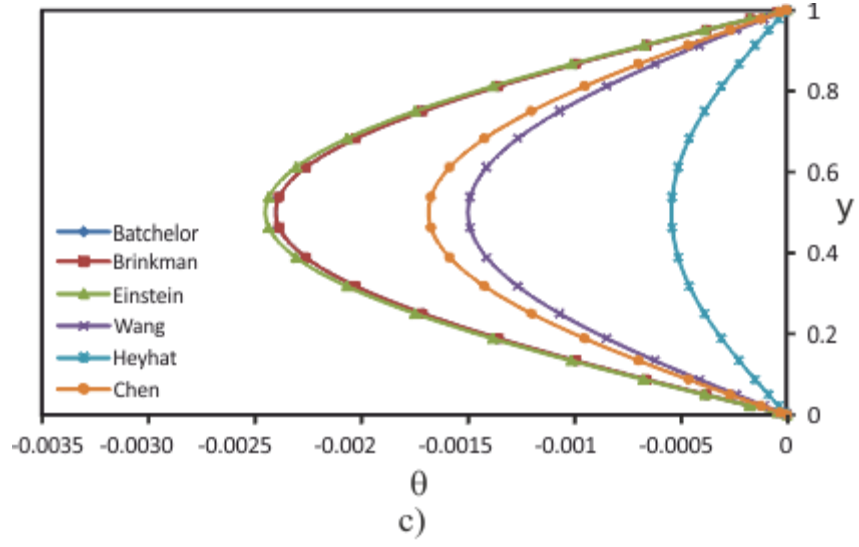 1
0.8
0.6
y
0.4
0.2
0
Batchelor
Brinkman
Einstein
Wang
Heyhat
Chen
-0.0035 -0.0030 -0.0025 -0.002 -0.0015 -0.001 -0.0005 0
θ
c)